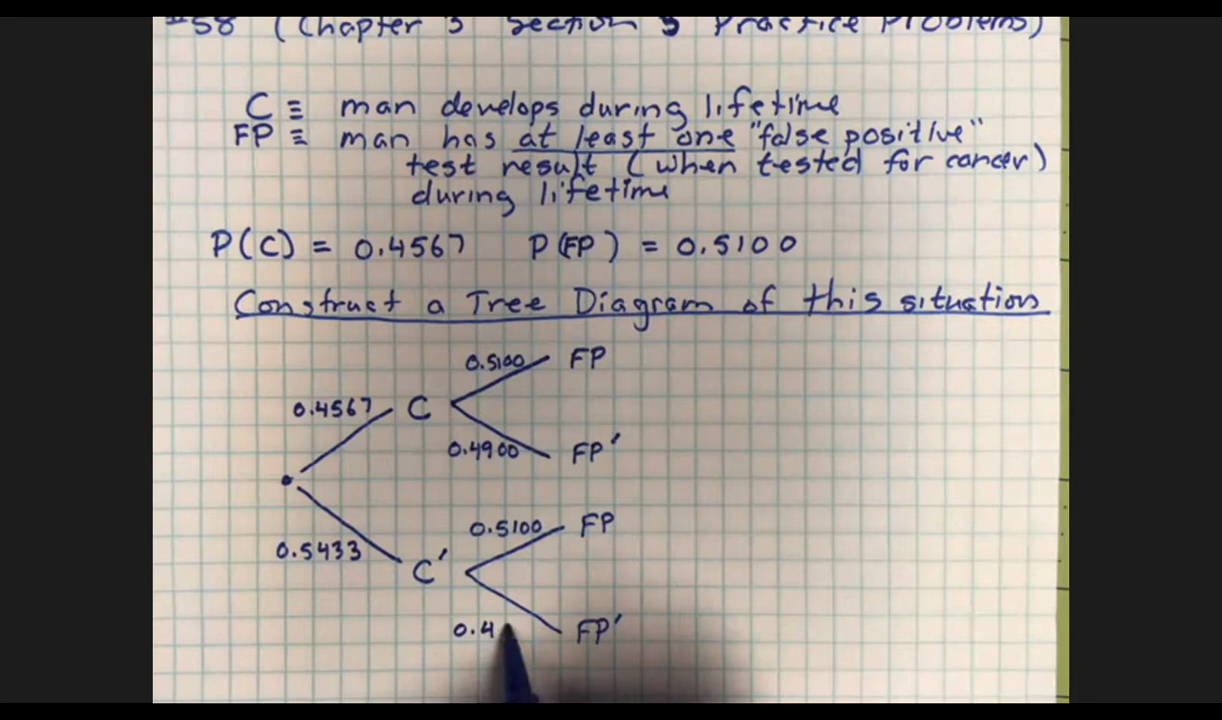 #58 (Chapter 3 Section 3 Practice Problems)
C ≡ man develops during lifetime
FP ≡ man has at least one "false positive"
test result (when tested for cancer)
during lifetime
P(C) = 0.4567 P(FP) = 0.5100
Construct a Tree Diagram of this situation
0.5100 FP
0.4567 C
0.4900 FP'
0.5100 FP
0.5433 C'
0.4 FP'